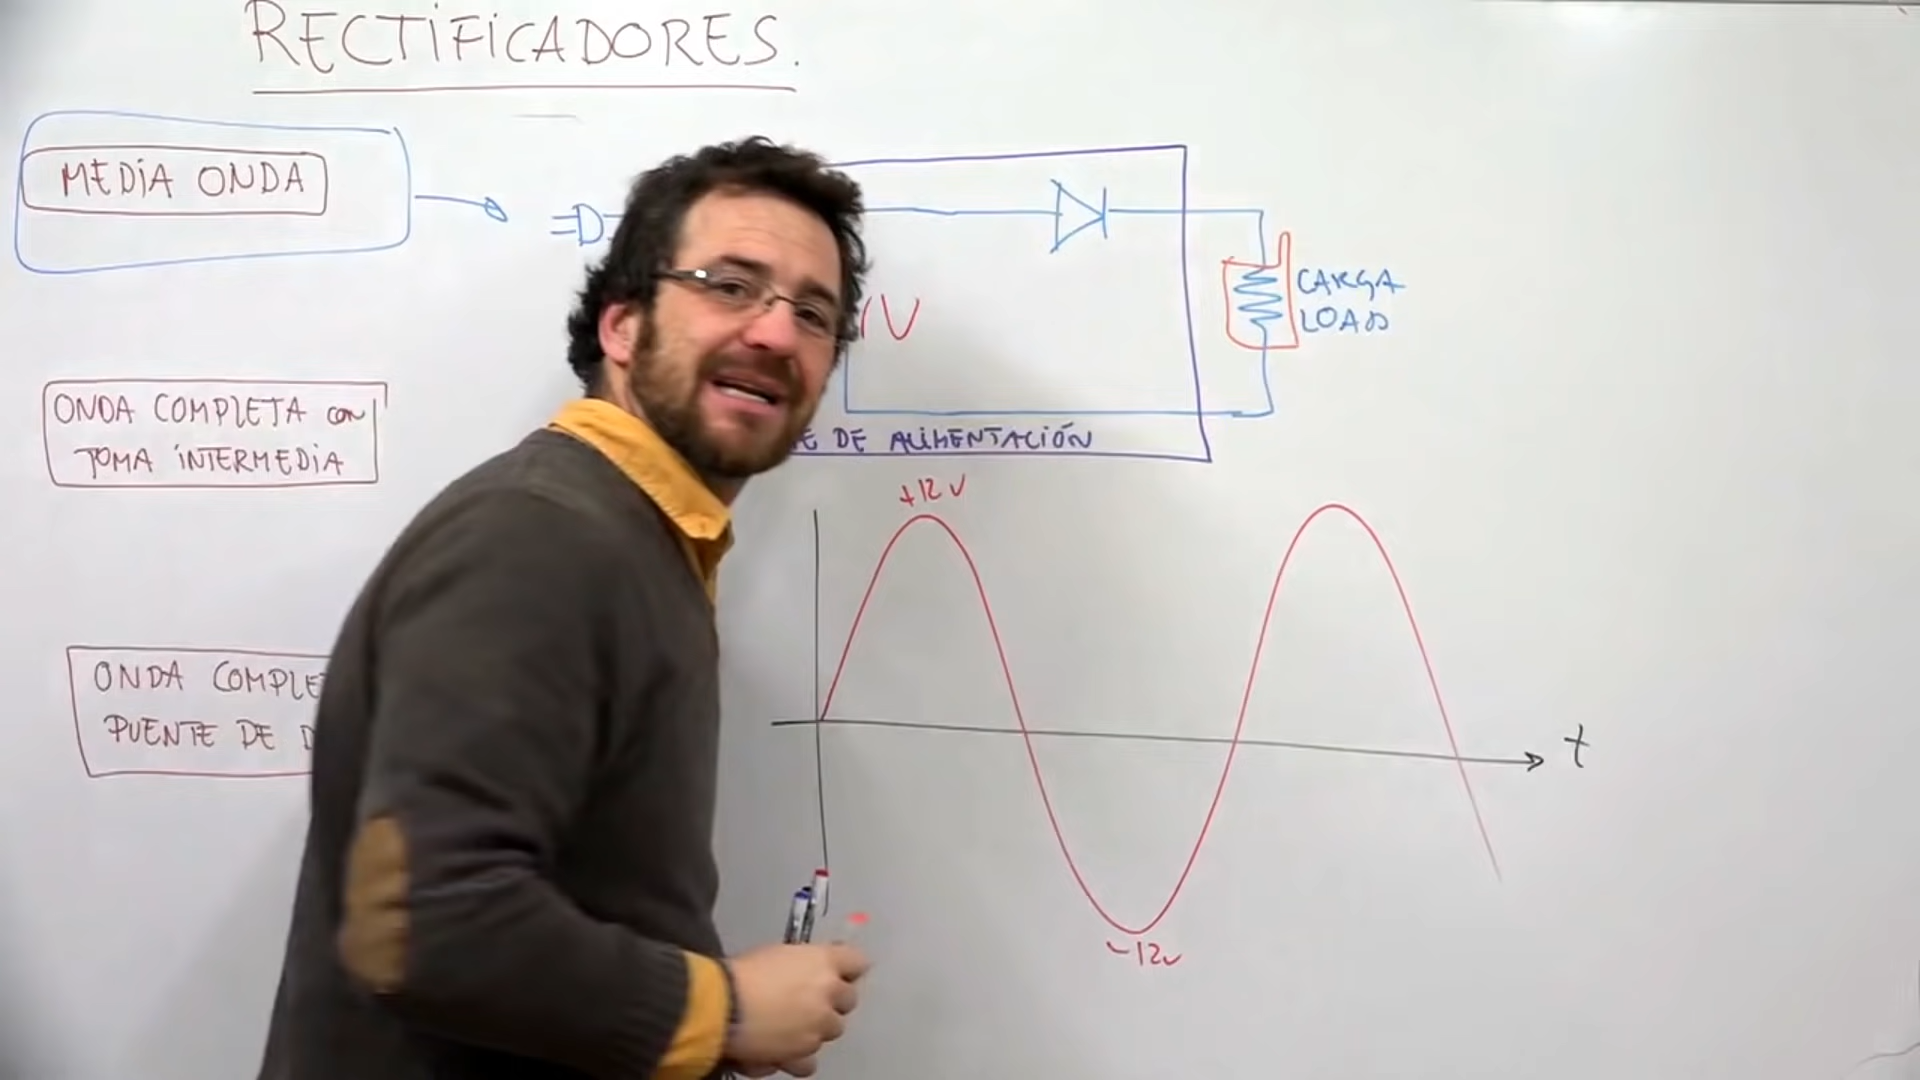 RECTIFICADORES.
MEDIA ONDA
ONDA COMPLETA CON
TOMA INTERMEDIA
ONDA COMPLE
PUENTE DE D
V
CARGA
LOAD
E DE ALIMENTACIÓN
+12V
-12v
t